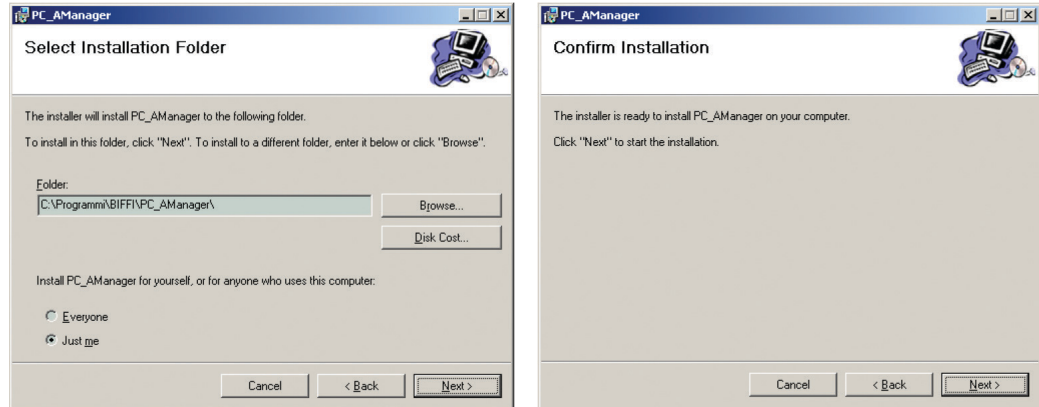 PC_AManager
Select Installation Folder
The installer will install PC_AManager to the following folder.
To install in this folder, click "Next". To install to a different folder, enter it below or click "Browse".
Folder:
C:\Programmi\BIFFI\PC_AManager\
Browse...
Disk Cost...
Install PC_AManager for yourself, or for anyone who uses this computer:
Everyone
Just me
Cancel
< Back
Next >
PC_AManager
Confirm Installation
The installer is ready to install PC_AManager on your computer.
Click "Next" to start the installation.
Cancel
< Back
Next >